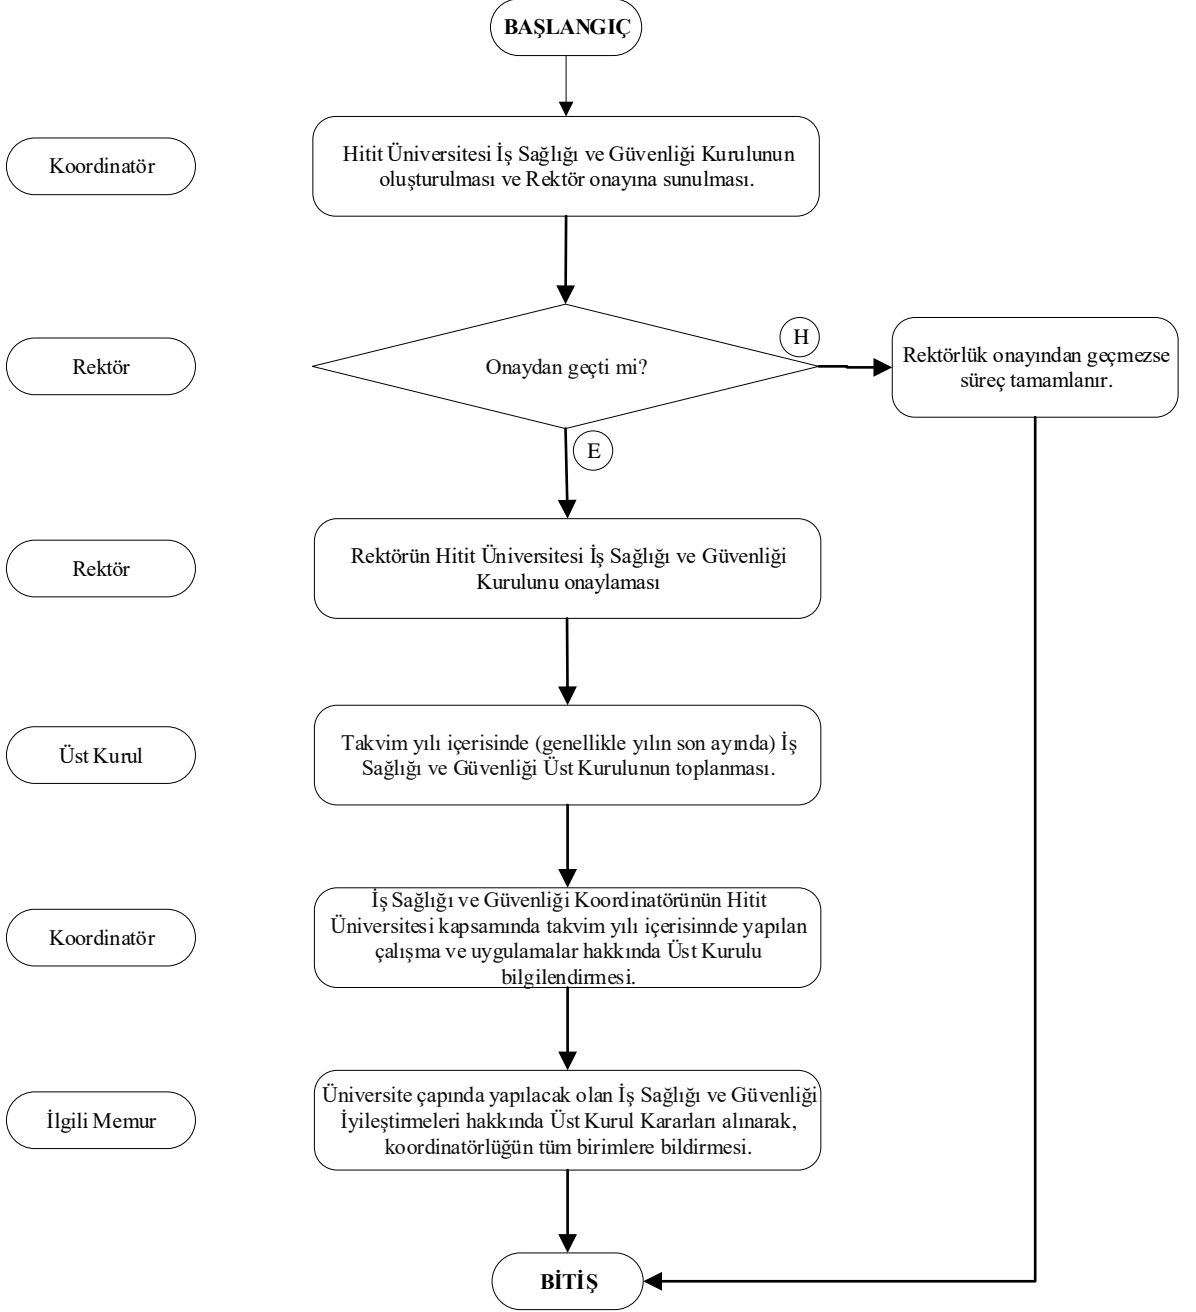 BAŞLANGIÇ
Koordinatör
Hitit Üniversitesi İş Sağlığı ve Güvenliği Kurulunun
oluşturulması ve Rektör onayına sunulması.
Rektör
Onaydan geçti mi?
H
Rektörlük onayından geçmezse
süreç tamamlanır.
E
Rektör
Rektörün Hitit Üniversitesi İş Sağlığı ve Güvenliği
Kurulunu onaylaması
Üst Kurul
Takvim yılı içerisinde (genellikle yılın son ayında) İş
Sağlığı ve Güvenliği Üst Kurulunun toplanması.
Koordinatör
İş Sağlığı ve Güvenliği Koordinatörünün Hitit
Üniversitesi kapsamında takvim yılı içerisinnde yapılan
çalışma ve uygulamalar hakkında Üst Kurulu
bilgilendirmesi.
İlgili Memur
Üniversite çapında yapılacak olan İş Sağlığı ve Güvenliği
İyileştirmeleri hakkında Üst Kurul Kararları alınarak,
koordinatörlüğün tüm birimlere bildirmesi.
BİTİŞ